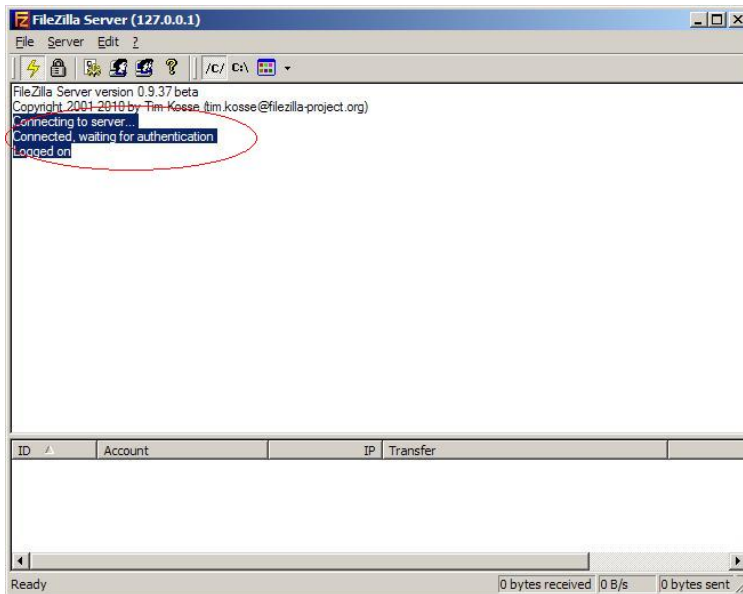 FileZilla Server (127.0.0.1)
File Server Edit ?
/C/ C:\
FileZilla Server version 0.9.37 beta
Copyright 2001-2010 by Tim Kosse (tim.kosse@filezilla-project.org)
Connecting to server...
Connected, waiting for authentication
Logged on
ID Account IP Transfer
Ready 0 bytes received 0 B/s 0 bytes sent